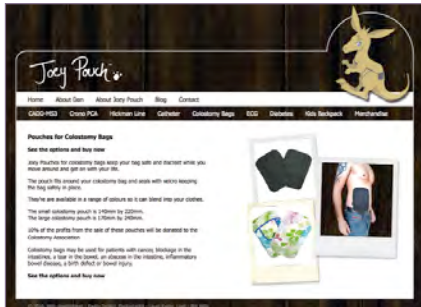 Joey Pouch
Home About Dan About Joey Pouch Blog Contact
CADD-MS3 Crono PCA Hickman Line Catheter Colostomy Bags ECG Diabetes Kids Backpack Merchandise
Pouches for Colostomy Bags
See the options and buy now
Joey Pouches for colostomy bags keep your bag safe and discreet while you
move around and get on with your life.
The pouch fits around your colostomy bag and seals with velcro keeping
the bag safely in place.
They're available in a range of colours so it can blend into your clothes.
The small colostomy pouch is 140mm by 220mm.
The large colostomy pouch is 170mm by 240mm.
10% of the profits from the sale of these pouches will be donated to the
Colostomy Association
Colostomy bags may be used for patients with cancer, blockage in the
intestines, a tear in the bowel, an abscess in the intestine, inflammatory
bowel disease, a birth defect or bowel injury.
See the options and buy now